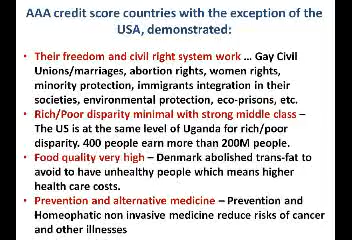 AAA credit score countries with the exception of the
USA, demonstrated:
• Their freedom and civil right system work … Gay Civil
Unions/marriages, abortion rights, women rights,
minority protection, immigrants integration in their
societies, environmental protection, eco-prisons, etc.
• Rich/Poor disparity minimal with strong middle class –
The US is at the same level of Uganda for rich/poor
disparity. 400 people earn more than 200M people.
• Food quality very high – Denmark abolished trans-fat to
avoid to have unhealthy people which means higher
health care costs.
• Prevention and alternative medicine – Prevention and
Homeophatic non invasive medicine reduce risks of cancer
and other illnesses